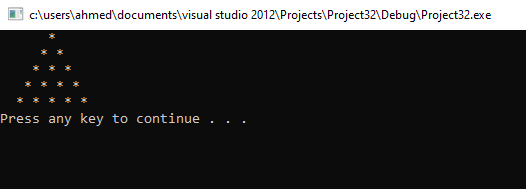 c:\users\ahmed\documents\visual studio 2012\Projects\Project32\Debug\Project32.exe
      *
     * *
    * * *
   * * * *
  * * * * *
Press any key to continue . . .